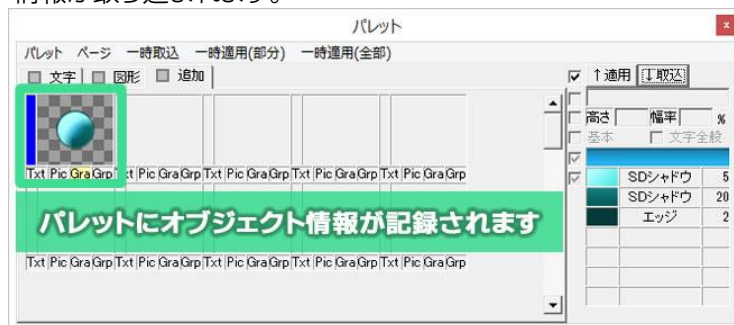 情報が取り込まれます。
パレット
パレット ページ 一時取込 一時適用(部分) 一時適用(全部)
文字 図形 追加
↑適用 ↓取込
高さ 幅率 %
基本 文字全般
Txt Pic Gra Grp Txt Pic Gra Grp Txt Pic Gra Grp Txt Pic Gra Grp Txt Pic Gra Grp
SDシャドウ 5
SDシャドウ 20
エッジ 2
パレットにオブジェクト情報が記録されます
Txt Pic Gra Grp Txt Pic Gra Grp Txt Pic Gra Grp Txt Pic Gra Grp Txt Pic Gra Grp